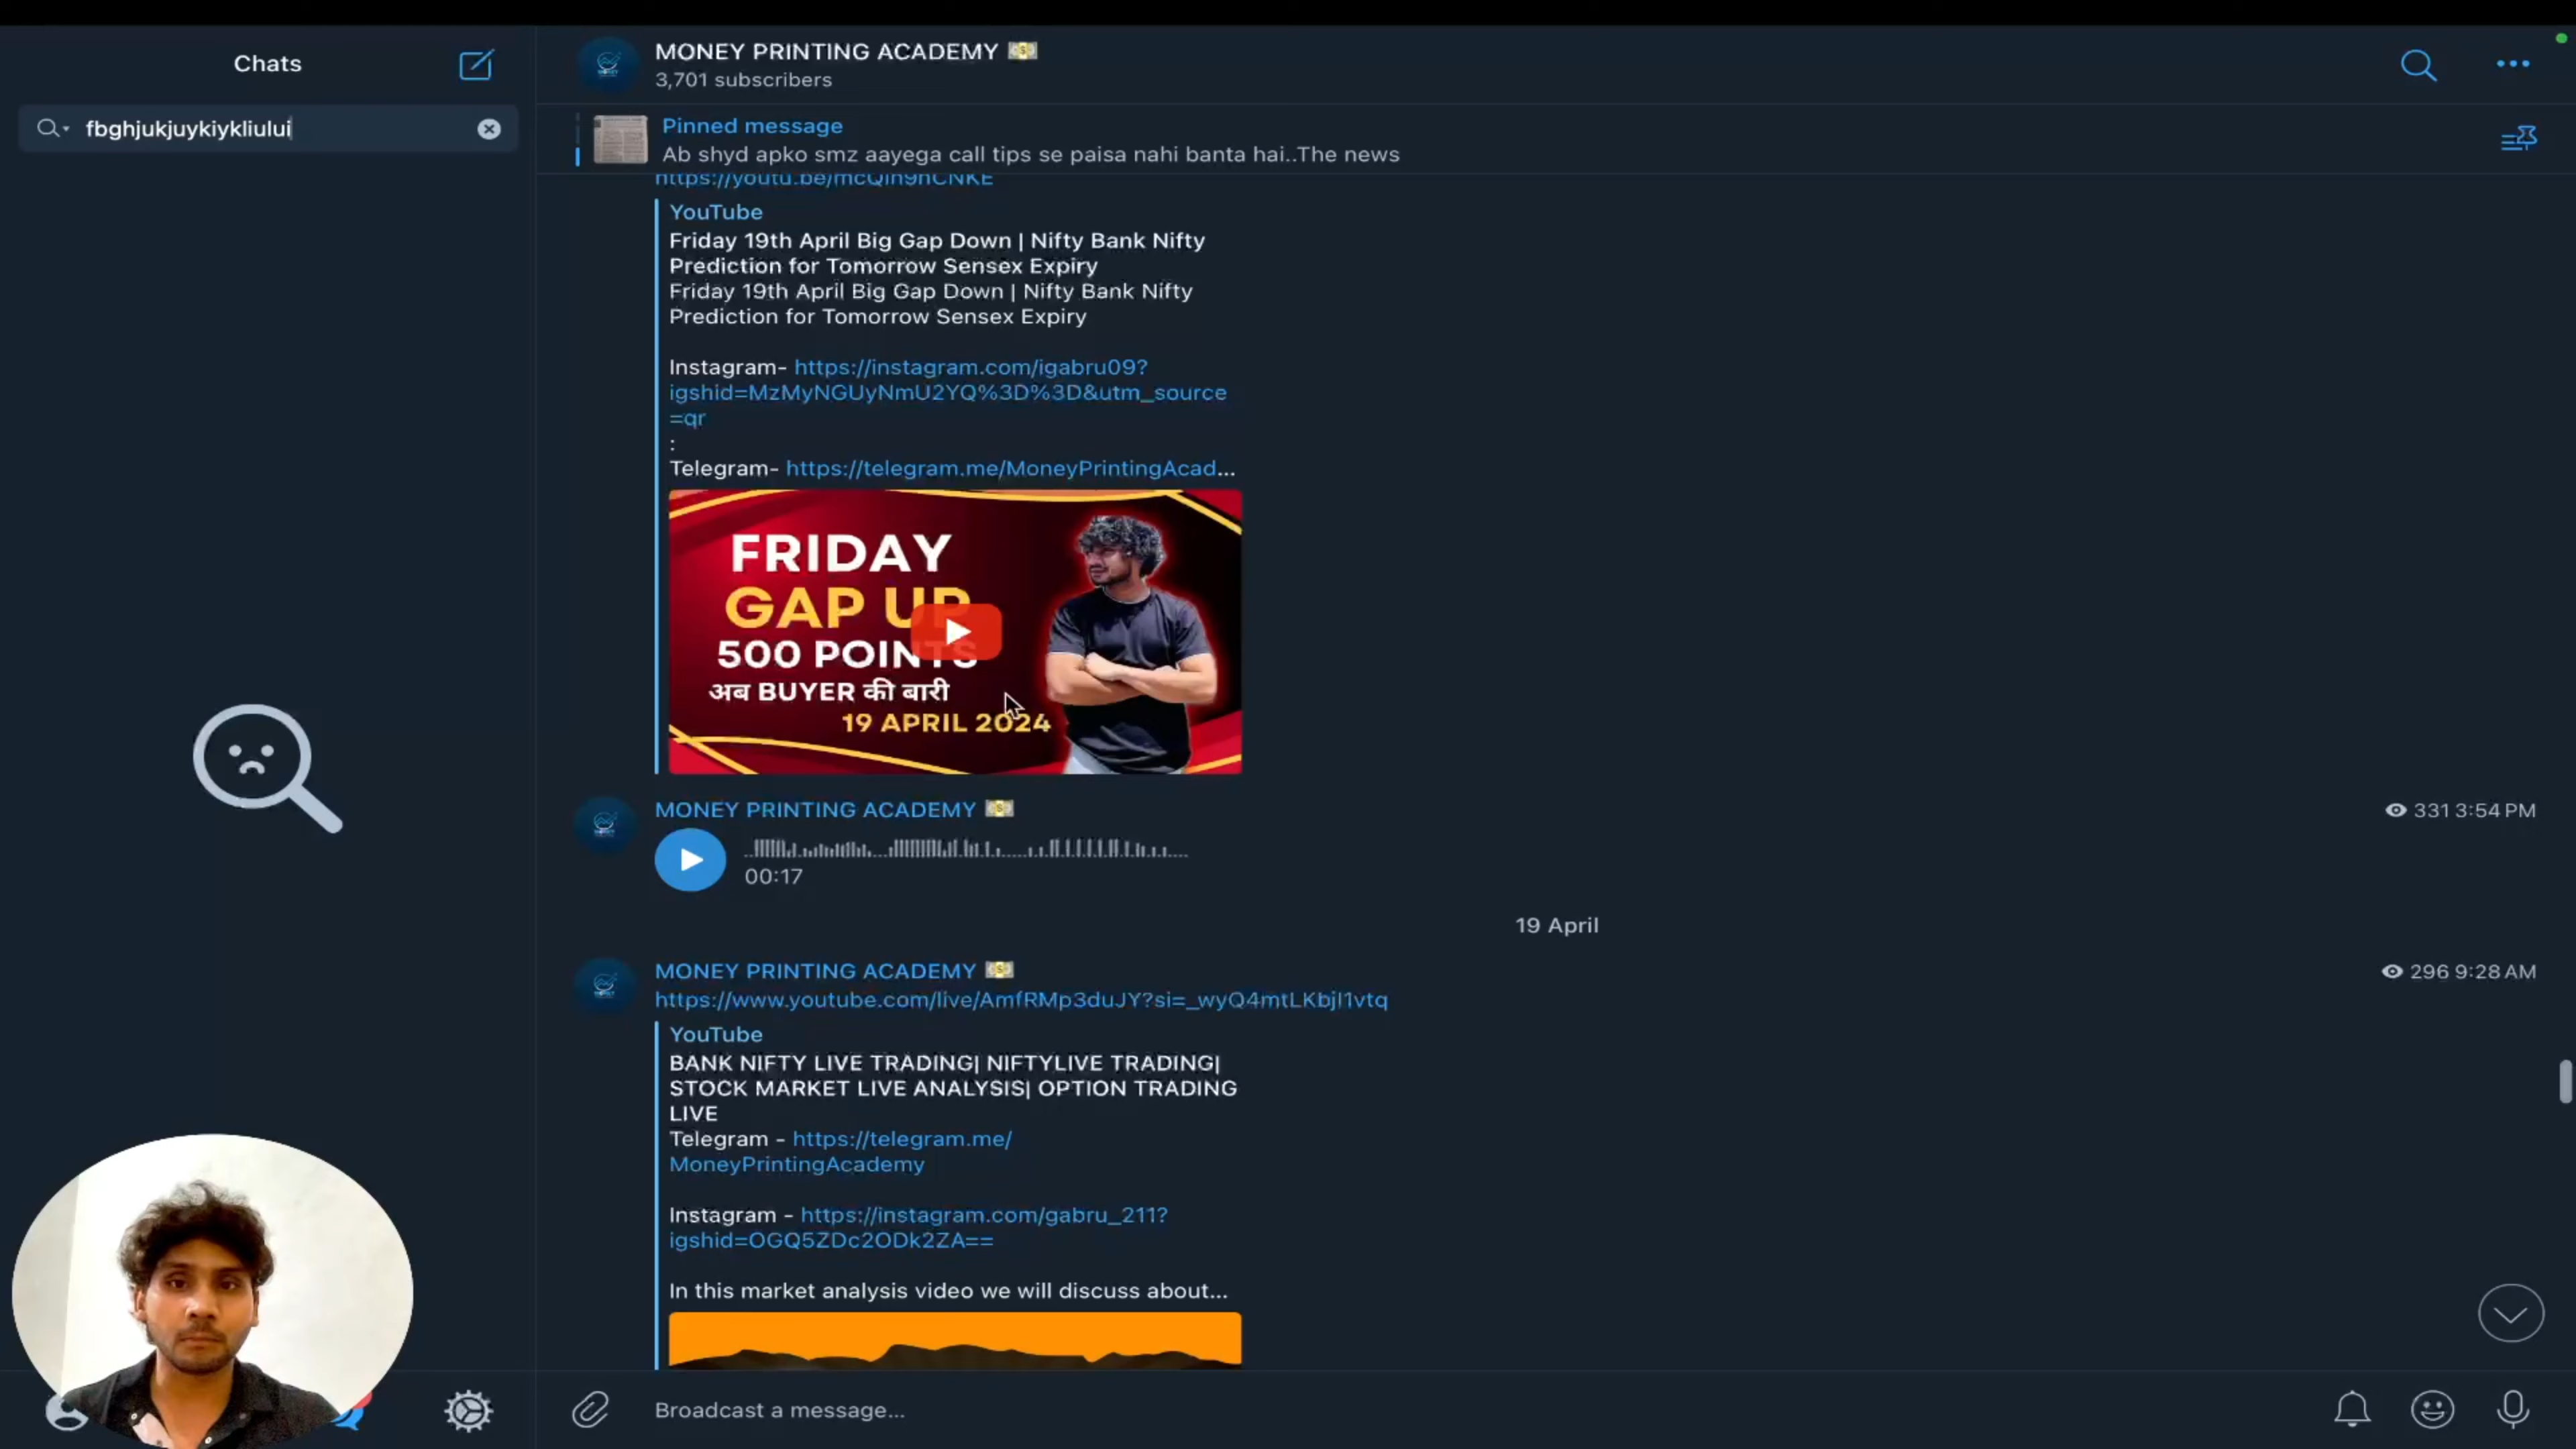 Chats
fbghjukjuykiykliului
MONEY PRINTING ACADEMY
3,701 subscribers
Pinned message
Ab shyd apko smz aayega call tips se paisa nahi banta hai..The news
YouTube
Friday 19th April Big Gap Down | Nifty Bank Nifty
Prediction for Tomorrow Sensex Expiry
Friday 19th April Big Gap Down | Nifty Bank Nifty
Prediction for Tomorrow Sensex Expiry
Instagram- https://instagram.com/igabru09?
igshid=MzMyNGUyNmU2YQ%3D%3D&utm_source
=qr
:
Telegram- https://telegram.me/MoneyPrintingAcad...
FRIDAY
GAP UP
500 POINTS
अब BUYER की बारी
19 APRIL 2024
MONEY PRINTING ACADEMY
331 3:54 PM
00:17
19 April
MONEY PRINTING ACADEMY
296 9:28 AM
https://www.youtube.com/live/AmfRMp3duJY?si=_wyQ4mtLKbjI1vtq
YouTube
BANK NIFTY LIVE TRADING| NIFTYLIVE TRADING|
STOCK MARKET LIVE ANALYSIS| OPTION TRADING
LIVE
Telegram - https://telegram.me/
MoneyPrintingAcademy
Instagram - https://instagram.com/gabru_211?
igshid=OGQ5ZDc2ODk2ZA==
In this market analysis video we will discuss about...
Broadcast a message...